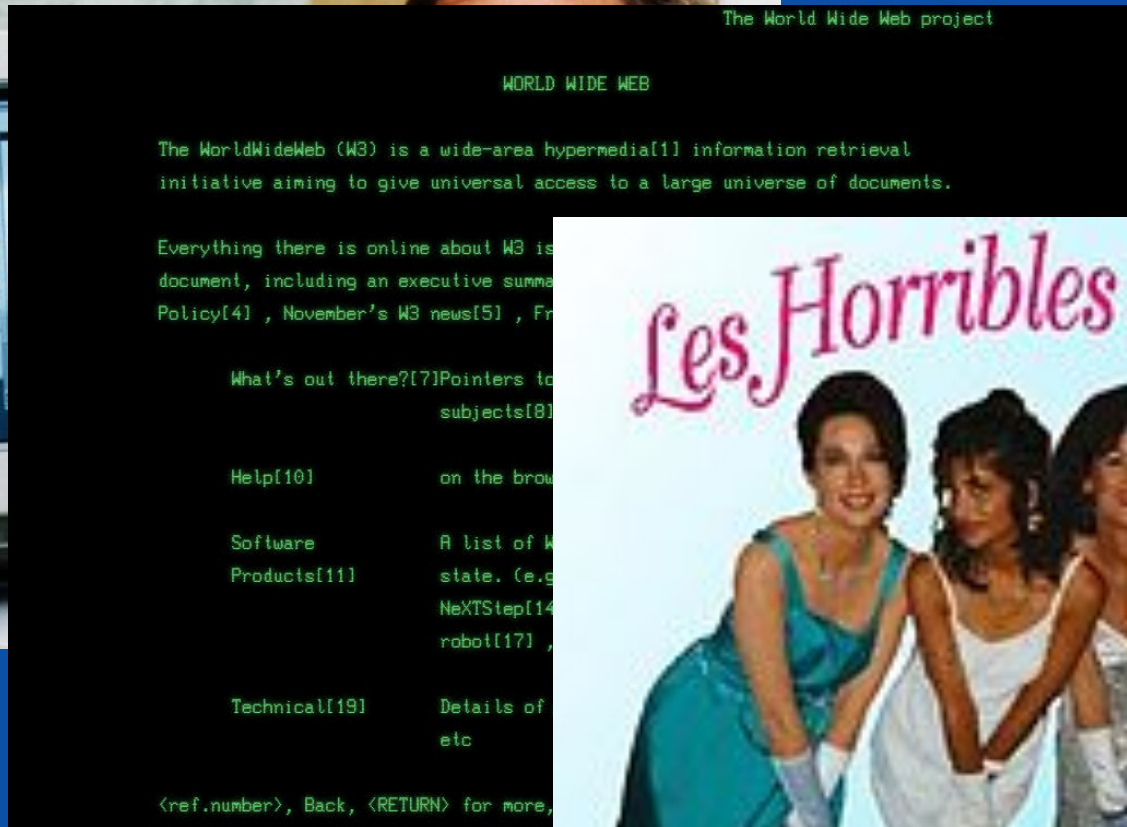 The World Wide Web project
WORLD WIDE WEB
The WorldWideWeb (W3) is a wide-area hypermedia[1] information retrieval
initiative aiming to give universal access to a large universe of documents.
Everything there is online about W3 is
document, including an executive summa
Policy[4] , November's W3 news[5] , Fr
What's out there?[7]Pointers to
subjects[8]
Help[10] on the brow
Software A list of W
Products[11] state. (e.g
NeXTStep[14
robot[17] ,
Technical[19] Details of
etc
<ref.number>, Back, <RETURN> for more,
Les Horribles